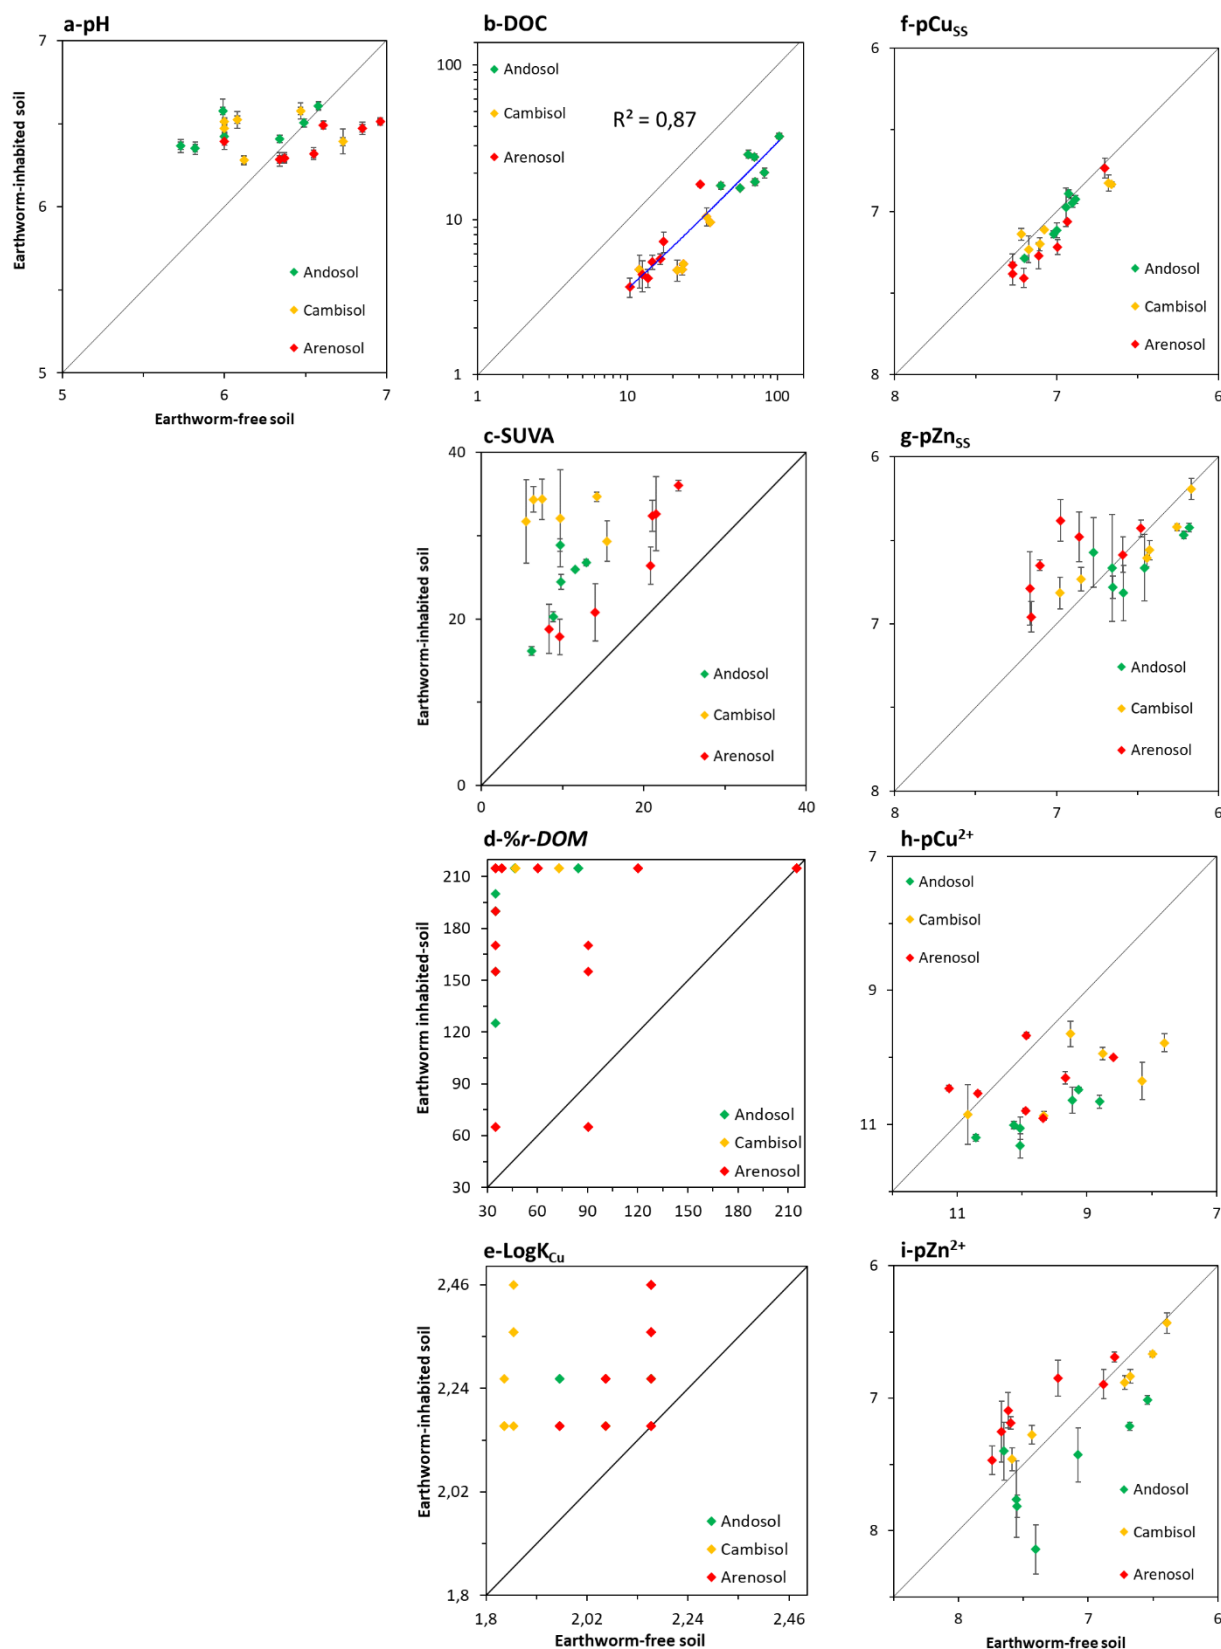 a-pH
7
6
5
5
6
7
Earthworm-inhabited soil
Earthworm-free soil
Andosol
Cambisol
Arenosol
b-DOC
100
10
1
1
10
100
Andosol
Cambisol
Arenosol
R² = 0,87
f-pCuSS
6
7
8
8
7
6
Andosol
Cambisol
Arenosol
c-SUVA
40
20
0
0
20
40
Earthworm-inhabited soil
Andosol
Cambisol
Arenosol
g-pZnSS
6
7
8
8
7
6
Andosol
Cambisol
Arenosol
d-%r-DOM
210
180
150
120
90
60
30
30
60
90
120
150
180
210
Earthworm inhabited-soil
Andosol
Cambisol
Arenosol
h-pCu²⁺
7
9
11
11
9
7
Andosol
Cambisol
Arenosol
e-LogKCu
2,46
2,24
2,02
1,8
1,8
2,02
2,24
2,46
Earthworm-inhabited soil
Earthworm-free soil
Andosol
Cambisol
Arenosol
i-pZn²⁺
6
7
8
8
7
6
Earthworm-free soil
Andosol
Cambisol
Arenosol